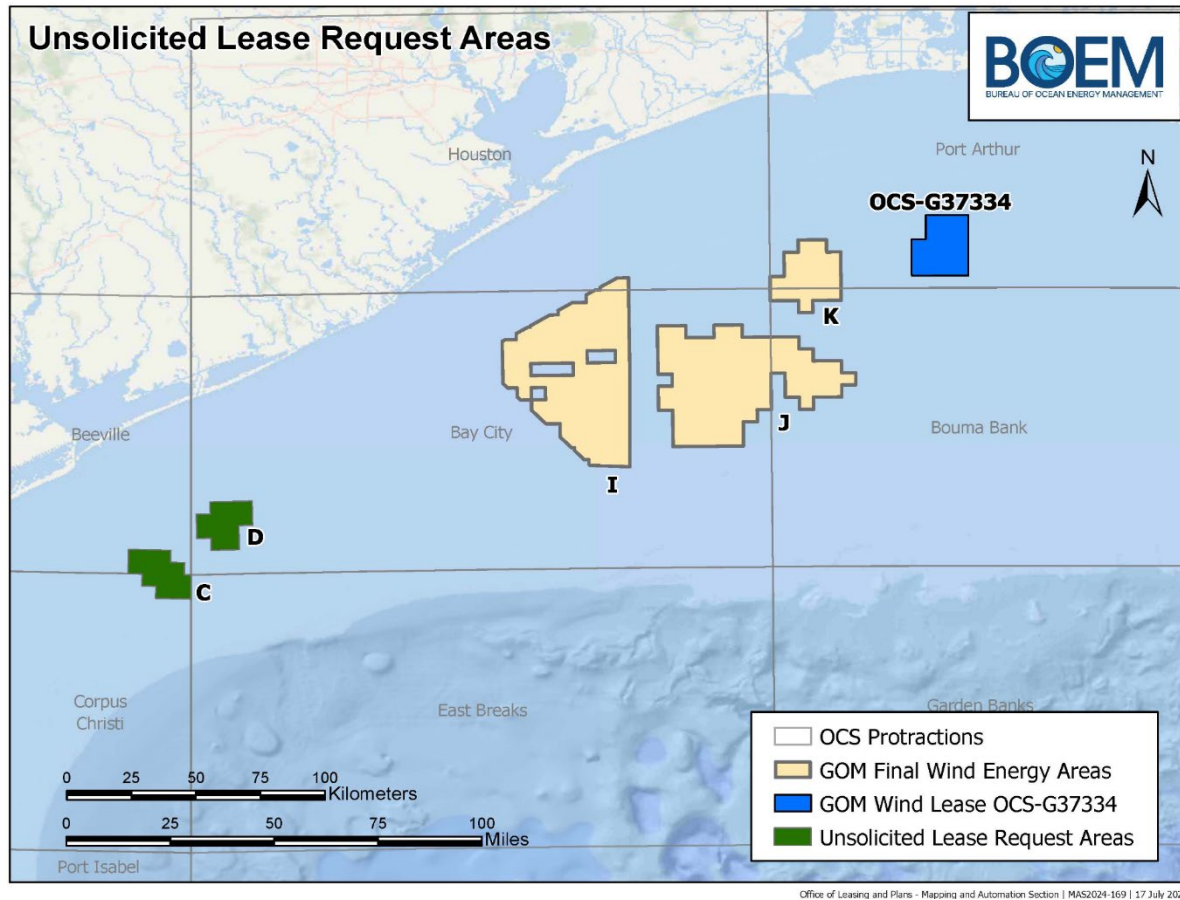 Unsolicited Lease Request Areas
BOEM
BUREAU OF OCEAN ENERGY MANAGEMENT
Houston
Port Arthur
N
OCS-G37334
K
Beeville
Bay City
J
Bouma Bank
I
D
C
Corpus
Christi
East Breaks
Garden Banks
OCS Protractions
GOM Final Wind Energy Areas
GOM Wind Lease OCS-G37334
Unsolicited Lease Request Areas
0 25 50 75 100
Kilometers
0 25 50 75 100
Miles
Port Isabel
Office of Leasing and Plans - Mapping and Automation Section | MAS2024-169 | 17 July